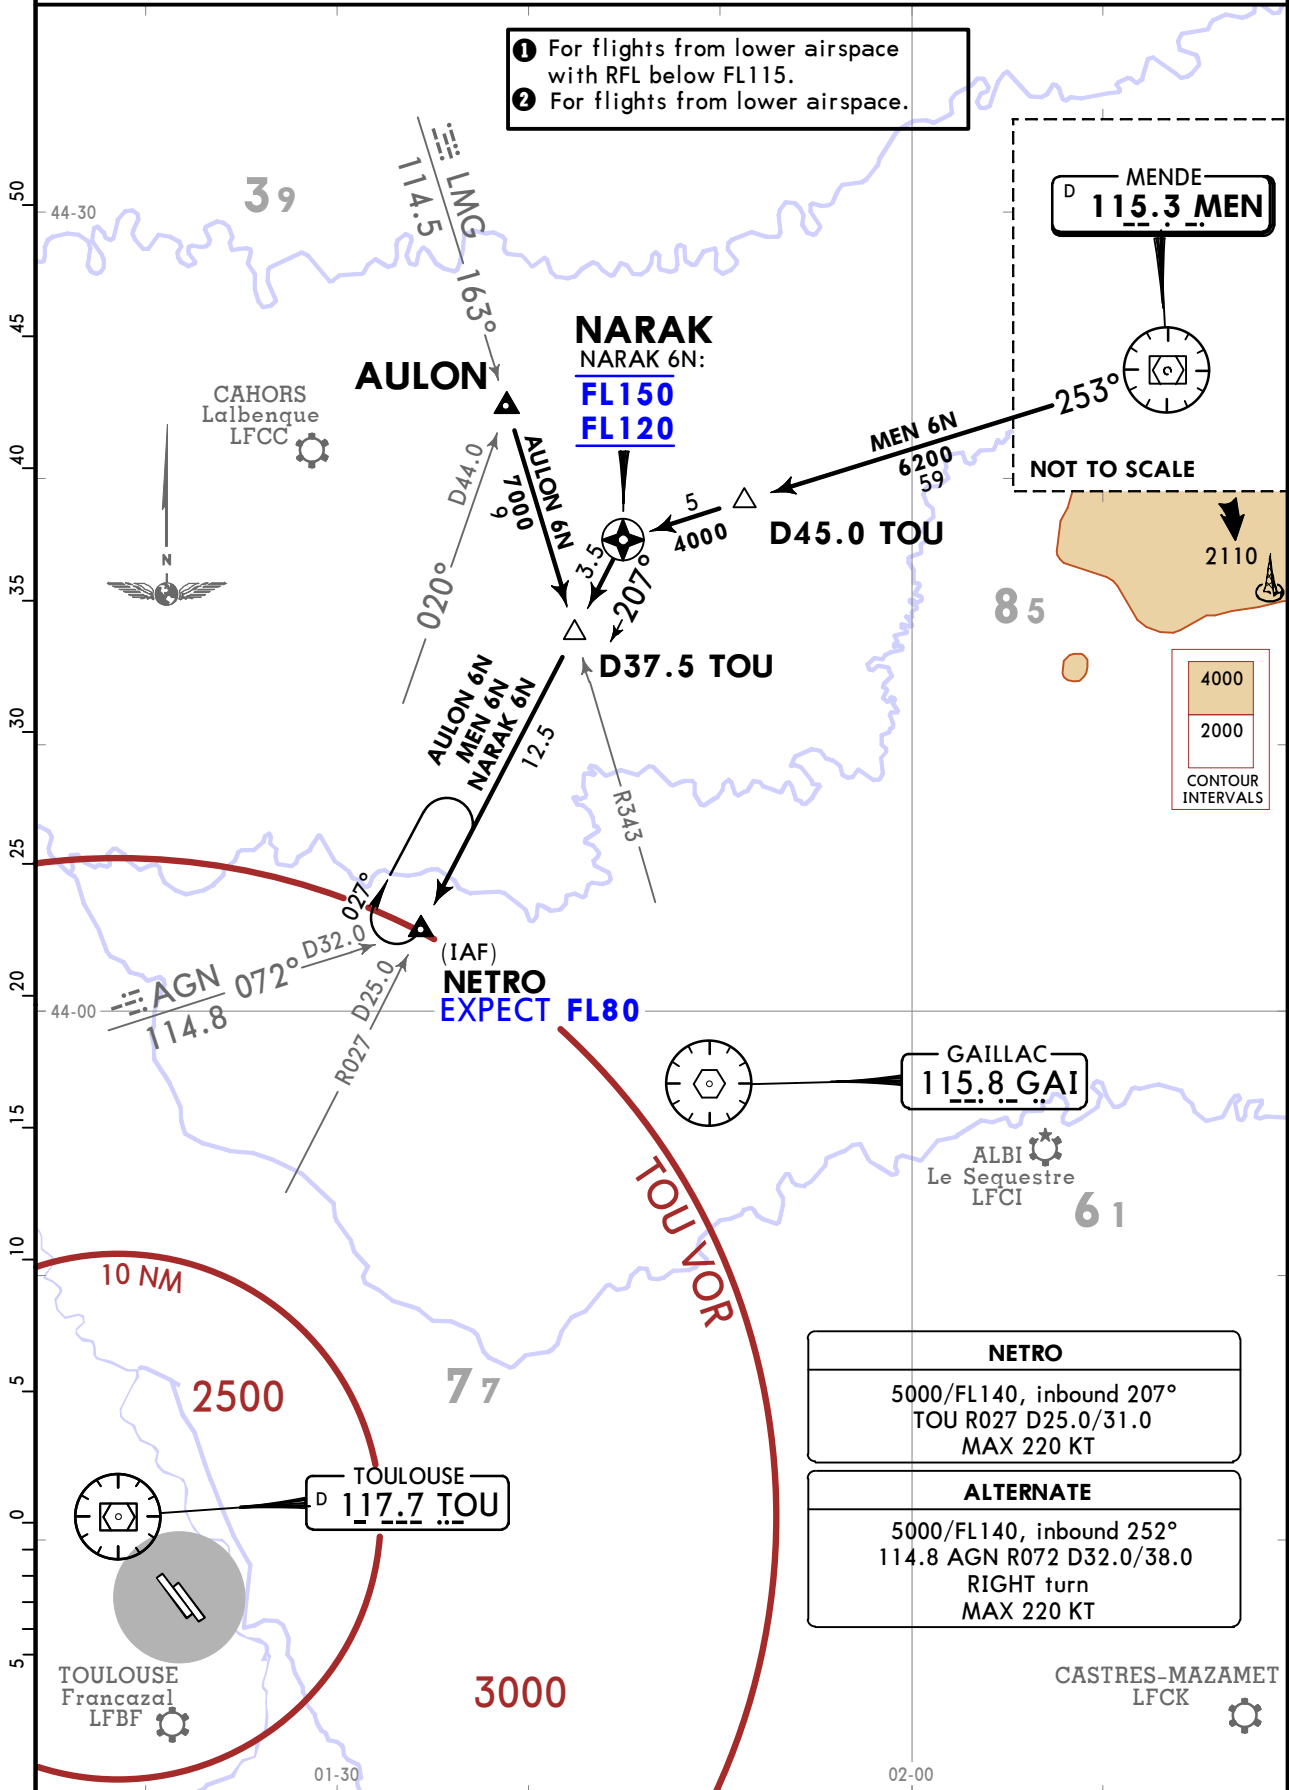 ❶ For flights from lower airspace
with RFL below FL115.
❷ For flights from lower airspace.
50
44-30
39
LMG
114.5
163°
MENDE
D 115.3 MEN
45
NARAK
NARAK 6N:
FL150
FL120
AULON
CAHORS
Lalbenque
LFCC
253°
MEN 6N
6200
59
NOT TO SCALE
40
D44.0
020°
AULON 6N
7000
9
5
4000
D45.0 TOU
N
3.5
207°
2110
35
85
D37.5 TOU
4000
2000
CONTOUR
INTERVALS
30
AULON 6N
MEN 6N
NARAK 6N
12.5
R343
25
027°
D32.0
AGN 072°
114.8
R027 D25.0
(IAF)
NETRO
EXPECT FL80
20
44-00
GAILLAC
115.8 GAI
15
ALBI
Le Sequestre
LFCI
61
TOU VOR
10
10 NM
NETRO
5000/FL140, inbound 207°
TOU R027 D25.0/31.0
MAX 220 KT
5
2500
77
ALTERNATE
5000/FL140, inbound 252°
114.8 AGN R072 D32.0/38.0
RIGHT turn
MAX 220 KT
TOULOUSE
D 117.7 TOU
0
5
TOULOUSE
Francazal
LFBF
3000
CASTRES-MAZAMET
LFCK
01-30
02-00